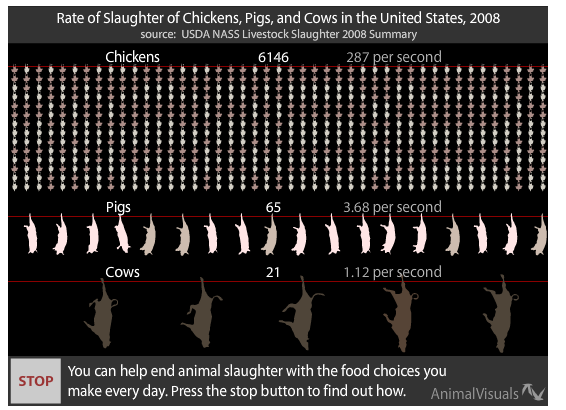 Rate of Slaughter of Chickens, Pigs, and Cows in the United States, 2008
source: USDA NASS Livestock Slaughter 2008 Summary
Chickens 6146 287 per second
Pigs 65 3.68 per second
Cows 21 1.12 per second
STOP
You can help end animal slaughter with the food choices you
make every day. Press the stop button to find out how.
AnimalVisuals